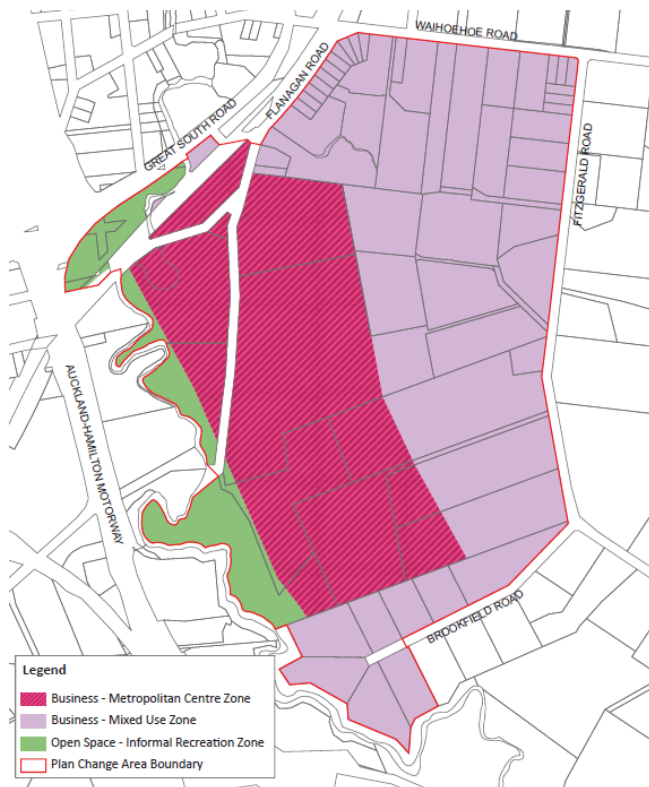 WAIHOEHOE ROAD
FLANAGAN ROAD
GREAT SOUTH ROAD
FITZGERALD ROAD
AUCKLAND-HAMILTON MOTORWAY
BROOKFIELD ROAD
Legend
Business - Metropolitan Centre Zone
Business - Mixed Use Zone
Open Space - Informal Recreation Zone
Plan Change Area Boundary